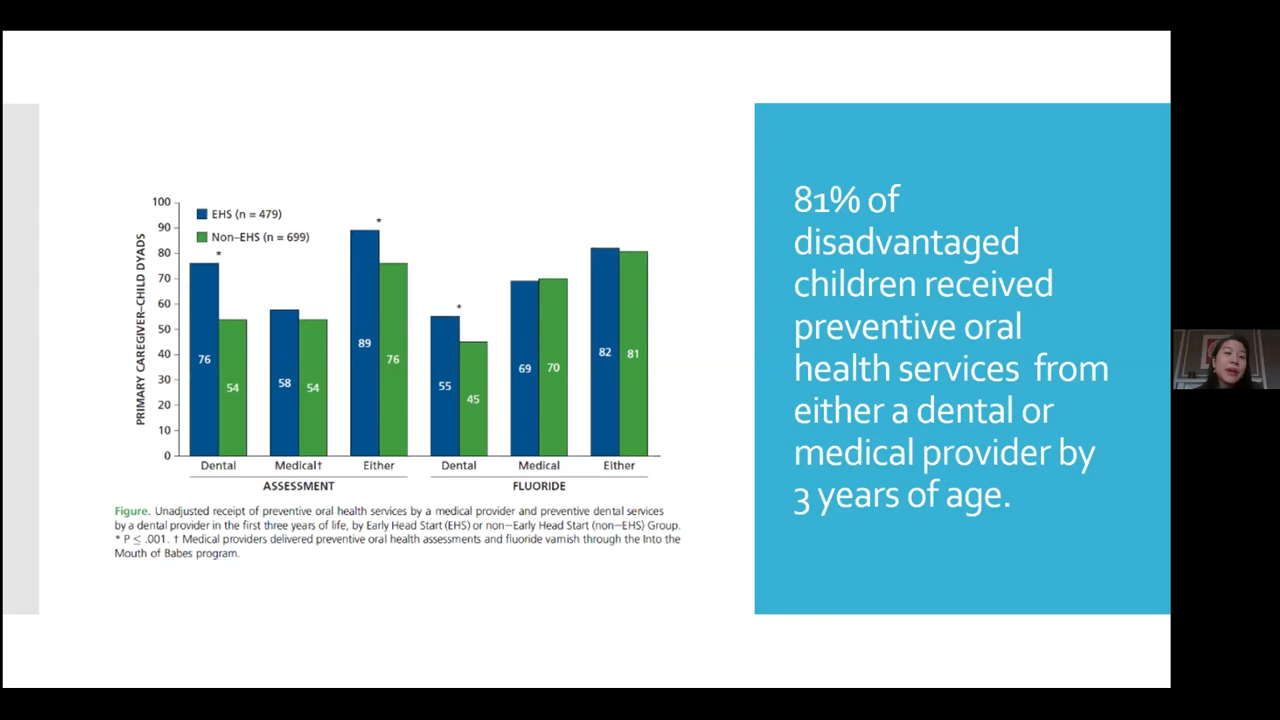 100
90
80
70
60
50
40
30
20
10
0
PRIMARY CAREGIVER–CHILD DYADS
EHS (n = 479)
Non–EHS (n = 699)
*
76
54
58
54
*
89
76
*
55
45
69
70
82
81
Dental
Medical†
Either
Dental
Medical
Either
ASSESSMENT
FLUORIDE
Figure. Unadjusted receipt of preventive oral health services by a medical provider and preventive dental services
by a dental provider in the first three years of life, by Early Head Start (EHS) or non–Early Head Start (non–EHS) Group.
* P ≤ .001. † Medical providers delivered preventive oral health assessments and fluoride varnish through the Into the
Mouth of Babes program.
81% of
disadvantaged
children received
preventive oral
health services from
either a dental or
medical provider by
3 years of age.